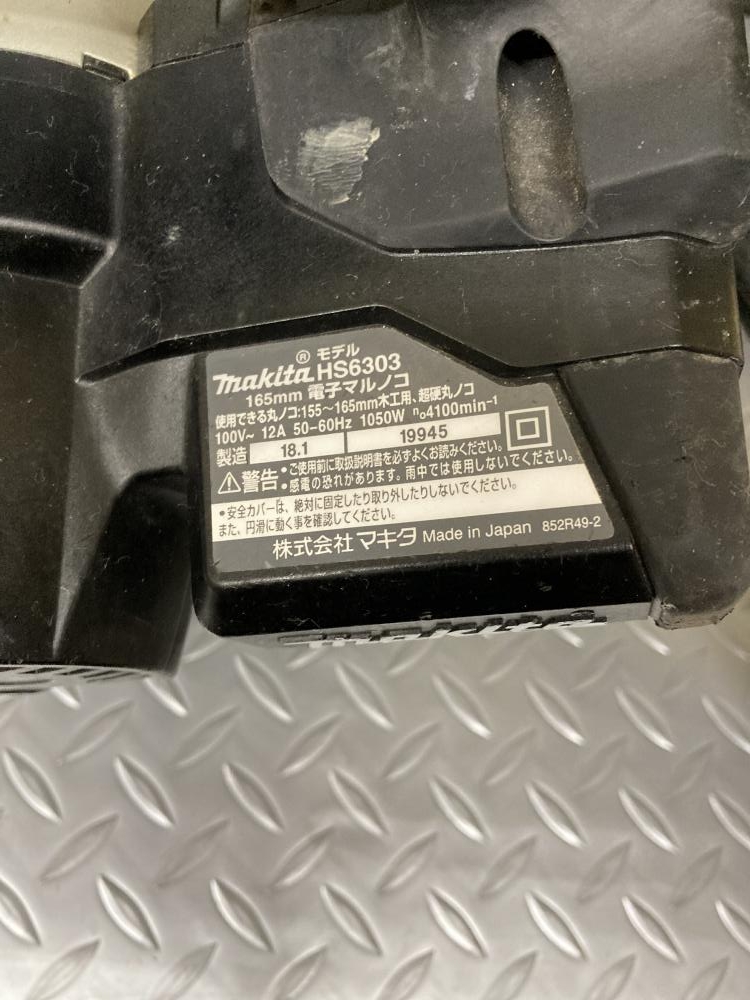 makita® モデル HS6303
165mm 電子マルノコ
使用できる丸ノコ:155～165mm木工用、超硬丸ノコ
100V~ 12A 50-60Hz 1050W n₀4100min⁻¹
製造 18.1 19945
⚠警告 •ご使用前に取扱説明書を必ずよくお読みください。
•感電の恐れがあります。雨中では使用しないでください。
•安全カバーは、絶対に固定したり取り外したりしないでください。
また、円滑に動く事を確認してください。
株式会社 マキタ Made in Japan 852R49-2
makita